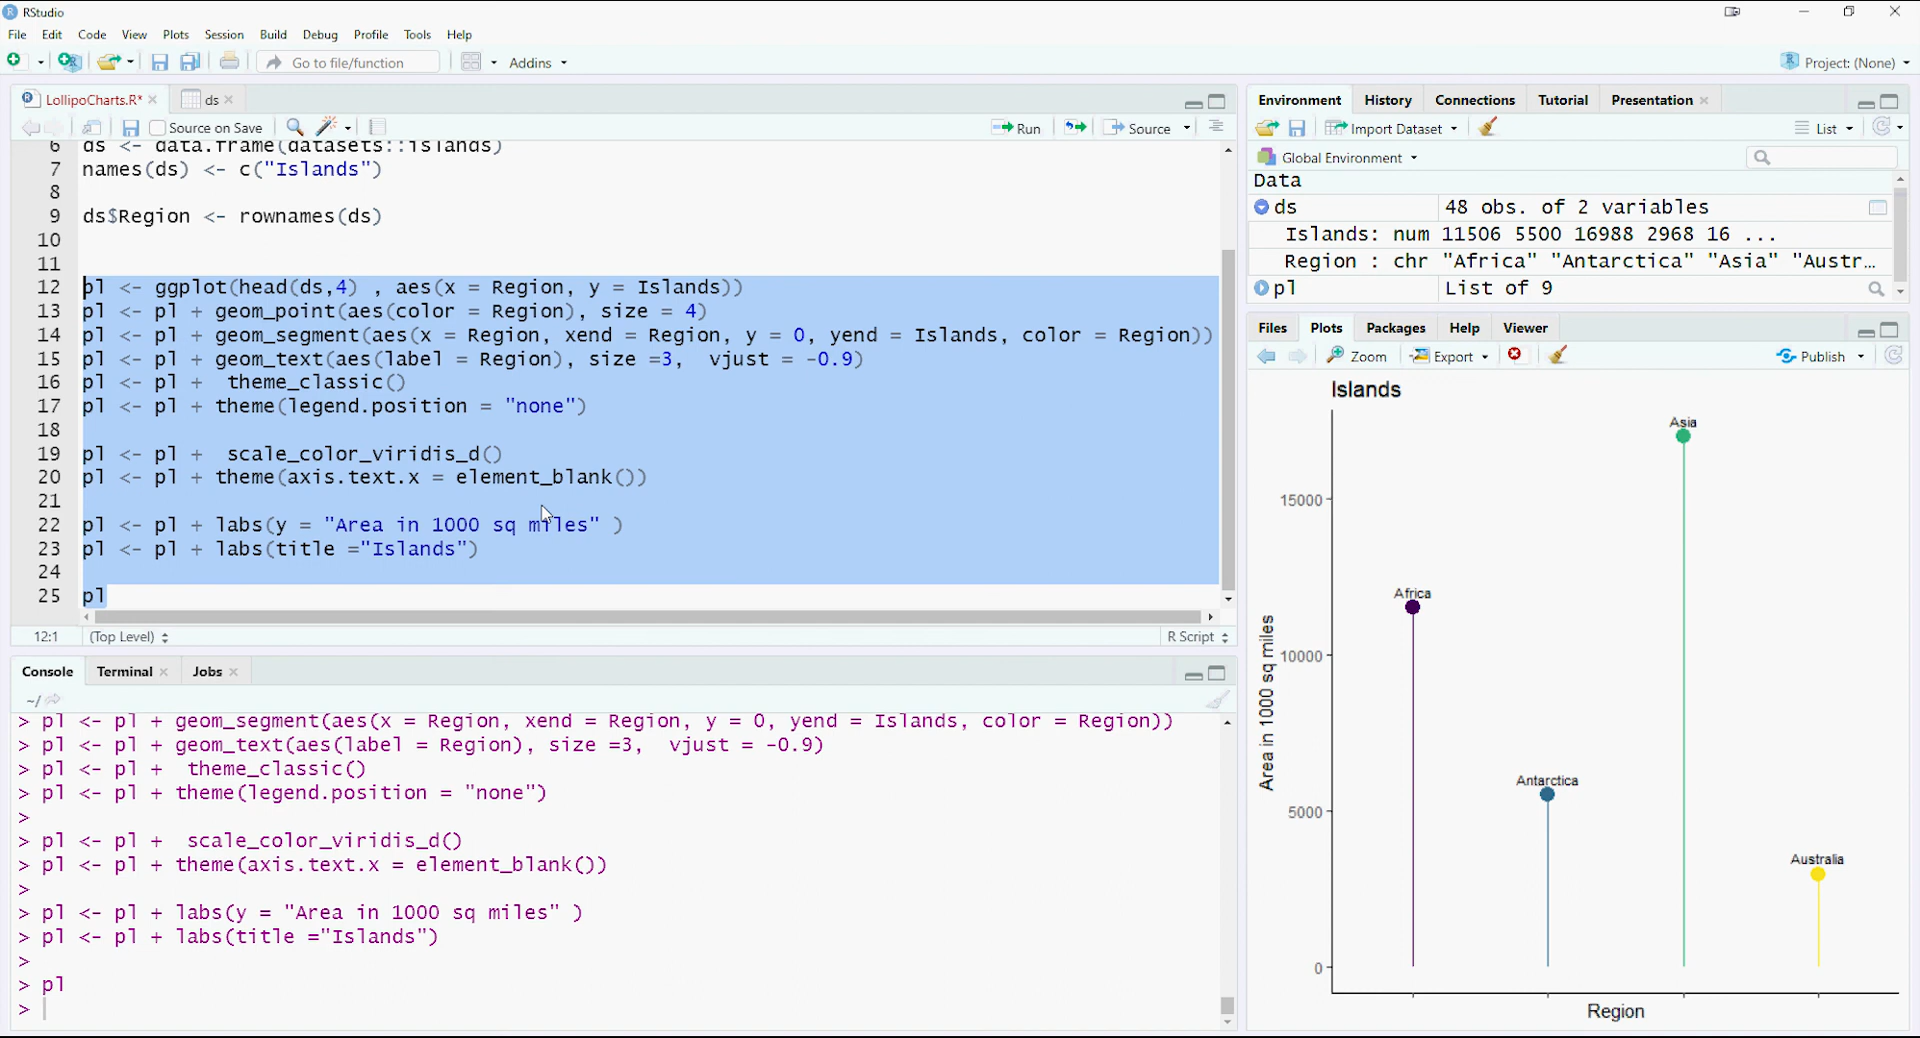 RStudio
File Edit Code View Plots Session Build Debug Profile Tools Help
Go to file/function Addins Project: (None)
LollipoCharts.R* ds
Source on Save Run Source
6 ds <- data.frame(datasets::islands)
7 names(ds) <- c("Islands")
8
9 ds$Region <- rownames(ds)
10
11
12 pl <- ggplot(head(ds,4) , aes(x = Region, y = Islands))
13 pl <- pl + geom_point(aes(color = Region), size = 4)
14 pl <- pl + geom_segment(aes(x = Region, xend = Region, y = 0, yend = Islands, color = Region))
15 pl <- pl + geom_text(aes(label = Region), size =3,  vjust = -0.9)
16 pl <- pl +  theme_classic()
17 pl <- pl + theme(legend.position = "none")
18
19 pl <- pl +  scale_color_viridis_d()
20 pl <- pl + theme(axis.text.x = element_blank())
21
22 pl <- pl + labs(y = "Area in 1000 sq miles" )
23 pl <- pl + labs(title ="Islands")
24
25 pl
12:1 (Top Level) R Script
Console Terminal Jobs
~/
> pl <- pl + geom_segment(aes(x = Region, xend = Region, y = 0, yend = Islands, color = Region))
> pl <- pl + geom_text(aes(label = Region), size =3,  vjust = -0.9)
> pl <- pl +  theme_classic()
> pl <- pl + theme(legend.position = "none")
>
> pl <- pl +  scale_color_viridis_d()
> pl <- pl + theme(axis.text.x = element_blank())
>
> pl <- pl + labs(y = "Area in 1000 sq miles" )
> pl <- pl + labs(title ="Islands")
>
> pl
>
Environment History Connections Tutorial Presentation
Import Dataset List
Global Environment
Data
ds 48 obs. of 2 variables
Islands: num 11506 5500 16988 2968 16 ...
Region : chr "Africa" "Antarctica" "Asia" "Austr...
pl List of 9
Files Plots Packages Help Viewer
Zoom Export Publish
Islands
Asia
15000
Africa
10000
Area in 1000 sq miles
Antarctica
5000
Australia
0
Region